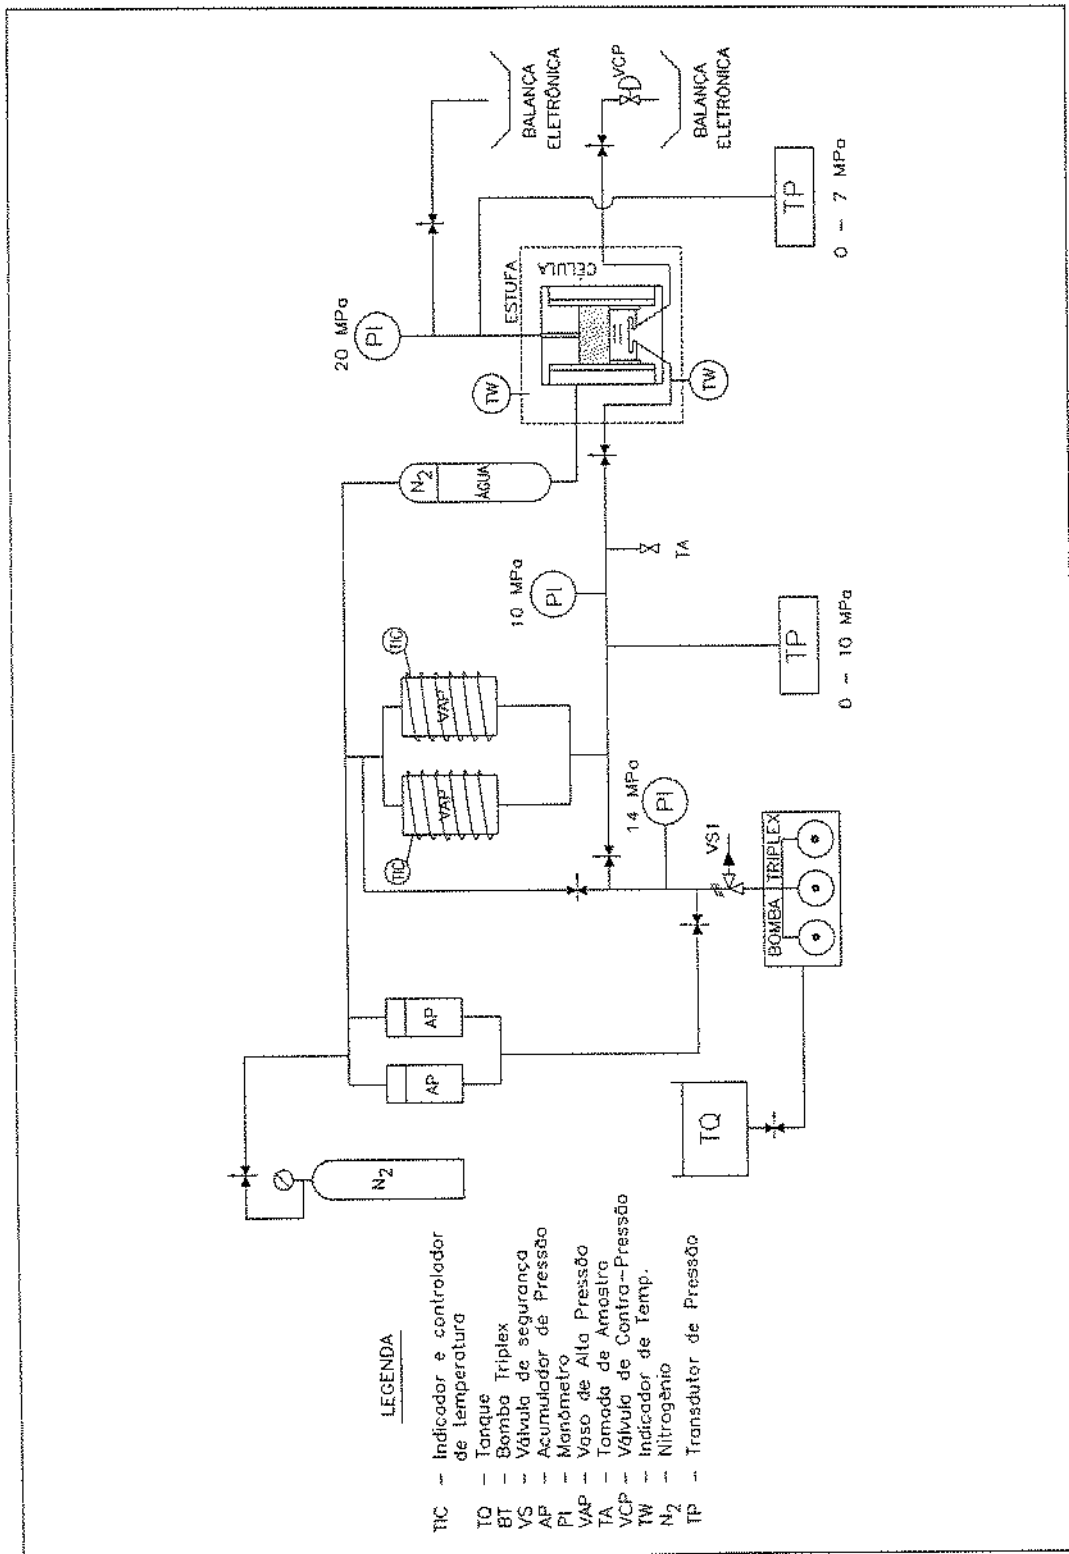 LEGENDA
TIC – Indicador e controlador
de temperatura
TQ – Tanque
BT – Bomba Triplex
VS – Válvula de segurança
AP – Acumulador de Pressão
PI – Manômetro
VAP – Vaso de Alta Pressão
TA – Tomada de Amostra
VCP – Válvula de Contra-Pressão
TW – Indicador de Temp.
N2 – Nitrogênio
TP – Transdutor de Pressão
N2
AP
AP
TQ
BOMBA TRIPLEX
VS1
14 MPa
PI
TIC
VAP
VAP
TIC
10 MPa
PI
TP
0 – 10 MPa
TA
N2
ÁGUA
TW
TW
20 MPa
PI
ESTUFA
CÉLULA
TP
0 – 7 MPa
BALANÇA
ELETRÔNICA
VCP
BALANÇA
ELETRÔNICA